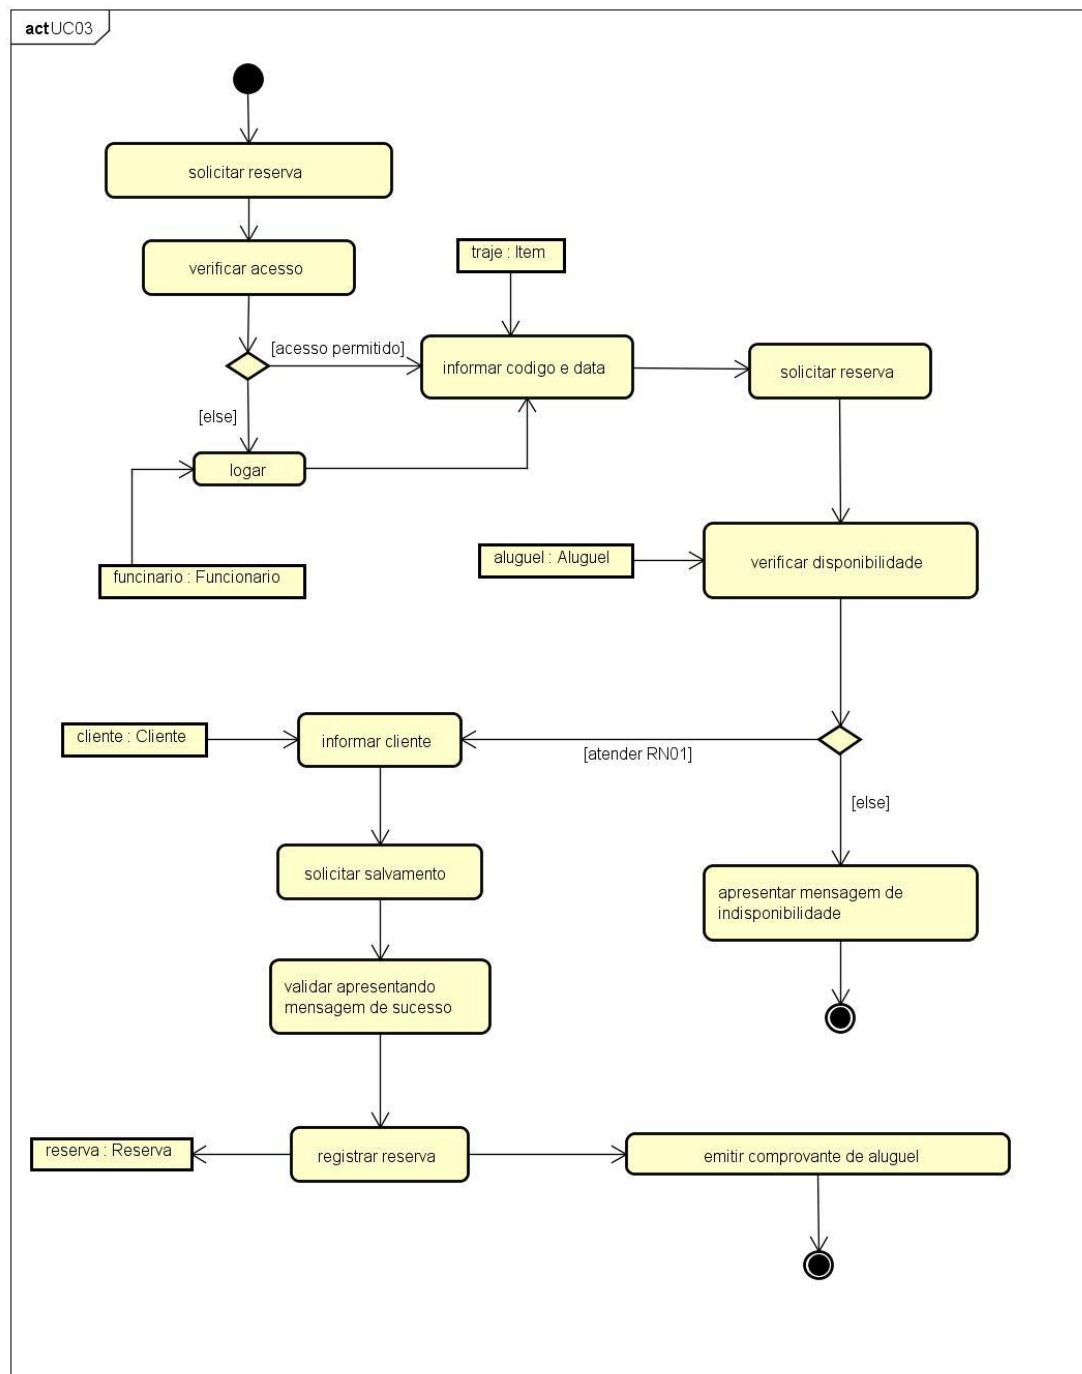 act UC03
solicitar reserva
verificar acesso
traje : Item
[acesso permitido]
informar codigo e data
solicitar reserva
[else]
logar
funcinario : Funcionario
aluguel : Aluguel
verificar disponibilidade
cliente : Cliente
informar cliente
[atender RN01]
[else]
solicitar salvamento
apresentar mensagem de
indisponibilidade
validar apresentando
mensagem de sucesso
reserva : Reserva
registrar reserva
emitir comprovante de aluguel